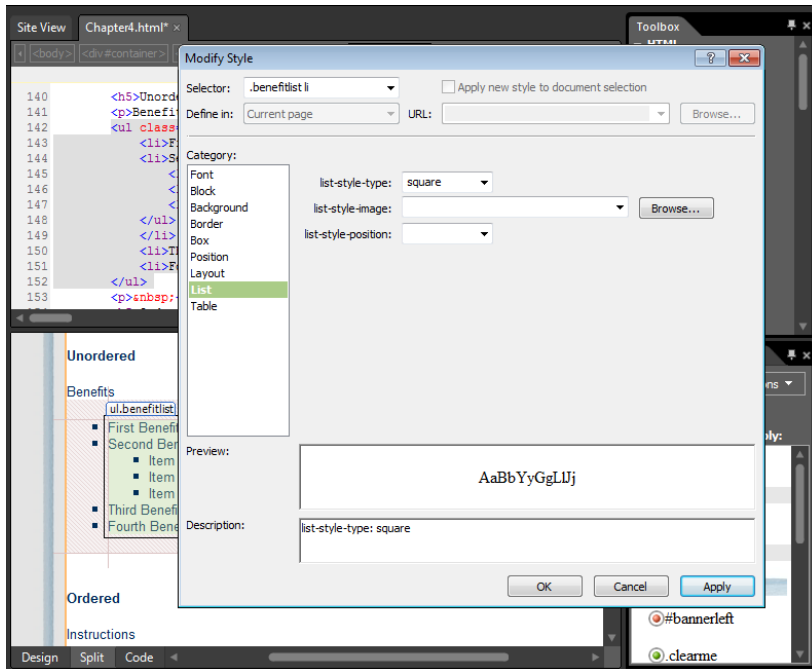 Site View
Chapter4.html*
Toolbox
<body> <div#container>
Modify Style
Selector: .benefitlist li
Apply new style to document selection
Define in: Current page URL: Browse...
Category:
Font
Block
Background
Border
Box
Position
Layout
List
Table
list-style-type: square
list-style-image: Browse...
list-style-position:
Preview:
AaBbYyGgLlJj
Description:
list-style-type: square
OK Cancel Apply
140 <h5>Unorde
141 <p>Benefit
142 <ul class=
143 <li>Fi
144 <li>Se
145 <
146 <
147 <
148 </ul>
149 </li>
150 <li>Th
151 <li>Fo
152 </ul>
153 <p>&nbsp;<
Unordered
Benefits
ul.benefitlist
First Benefit
Second Ben
Item
Item
Item
Third Benefi
Fourth Bene
Ordered
Instructions
Design Split Code
ons
ply:
#bannerleft
.clearme